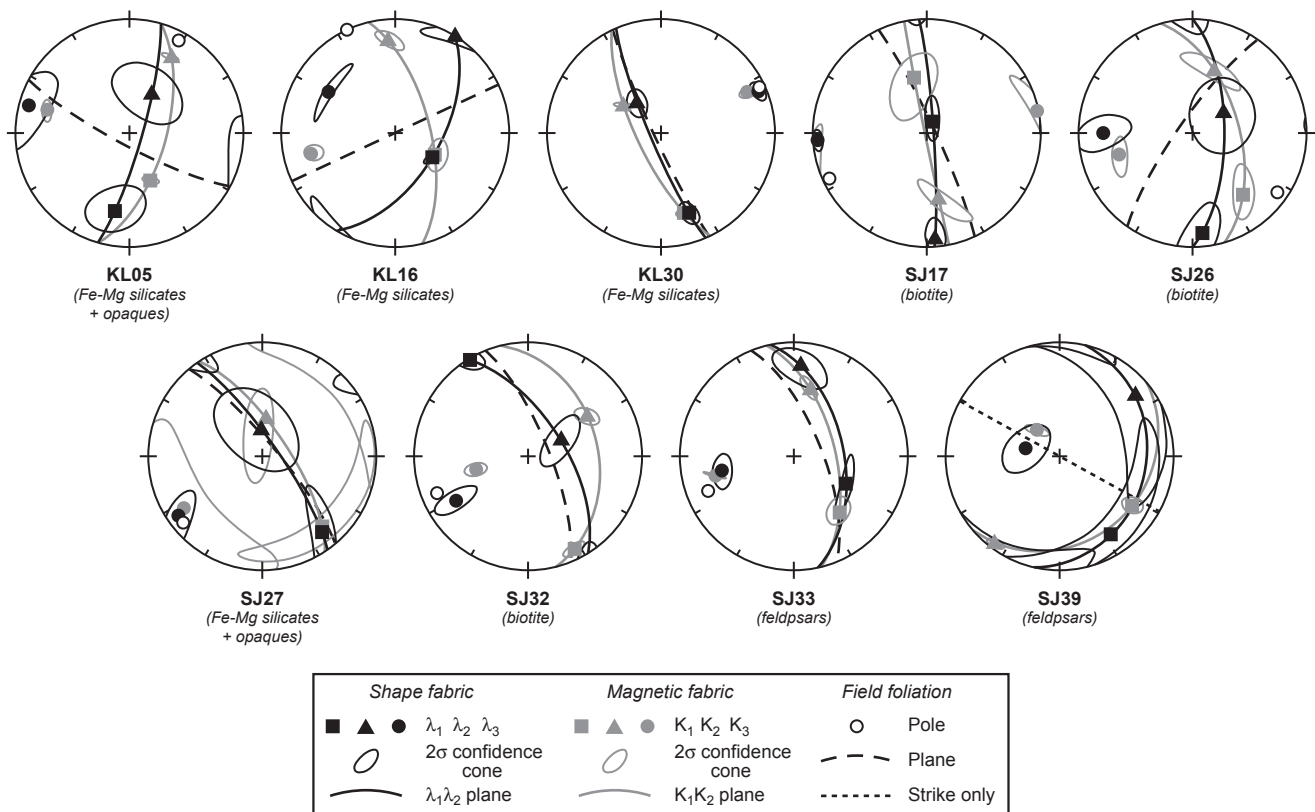 KL05
(Fe-Mg silicates
+ opaques)
KL16
(Fe-Mg silicates)
KL30
(Fe-Mg silicates)
SJ17
(biotite)
SJ26
(biotite)
SJ27
(Fe-Mg silicates
+ opaques)
SJ32
(biotite)
SJ33
(feldpsars)
SJ39
(feldpsars)
Shape fabric
λ₁ λ₂ λ₃
2σ confidence
cone
λ₁λ₂ plane
Magnetic fabric
K₁ K₂ K₃
2σ confidence
cone
K₁K₂ plane
Field foliation
Pole
Plane
Strike only